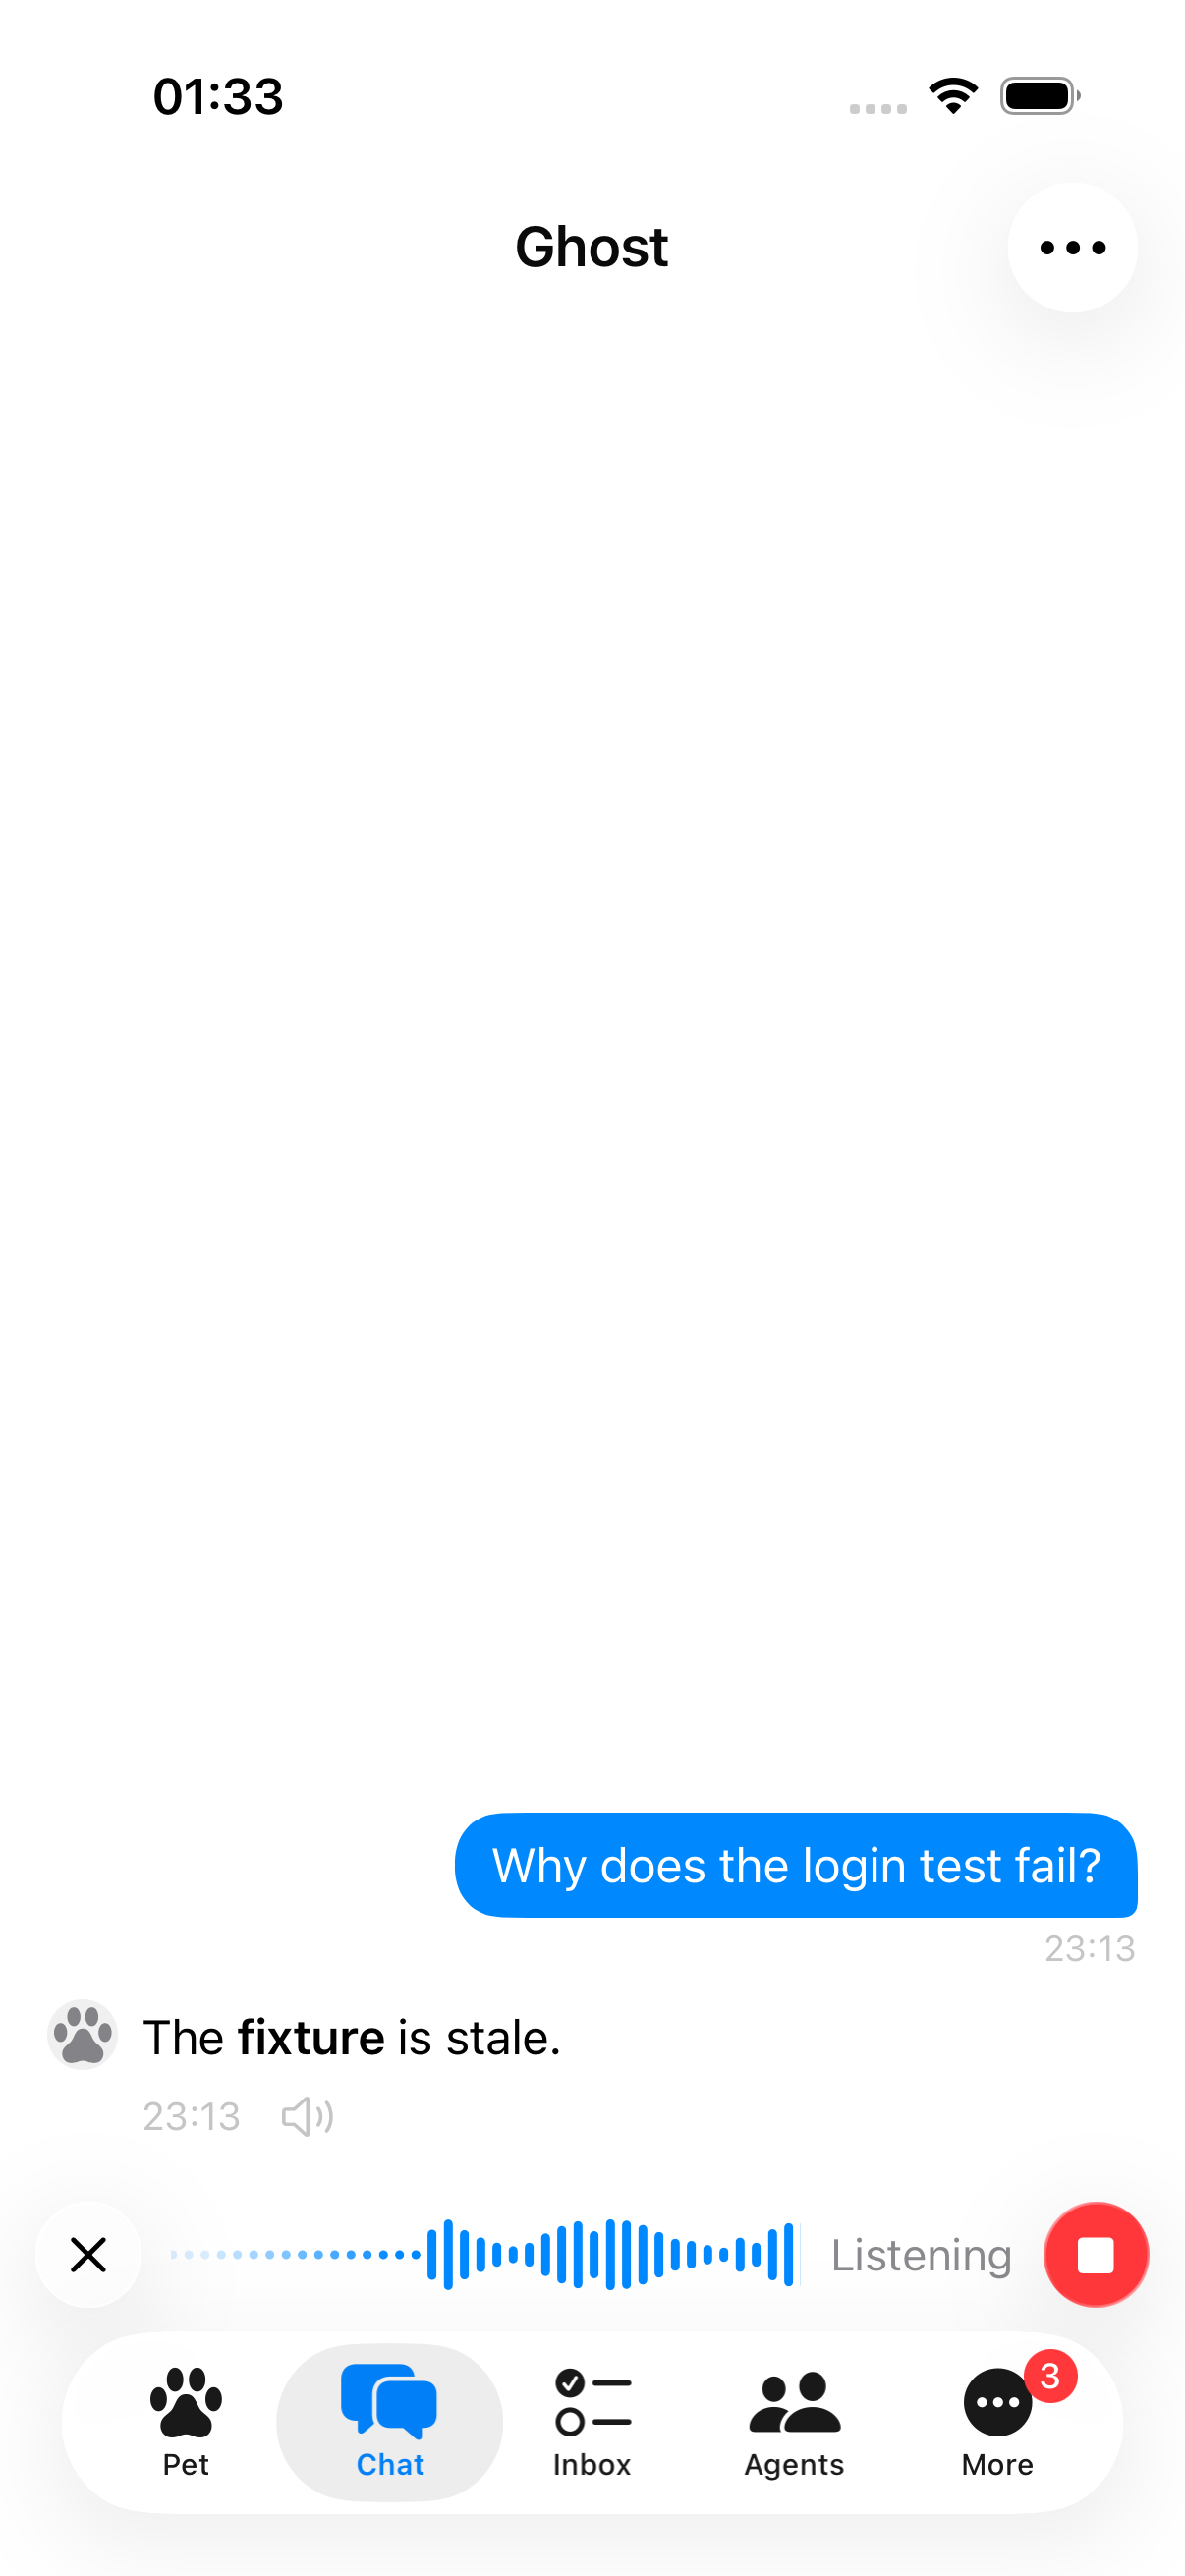 01:33
Ghost
Why does the login test fail?
23:13
The fixture is stale.
23:13
Listening
3
Pet
Chat
Inbox
Agents
More